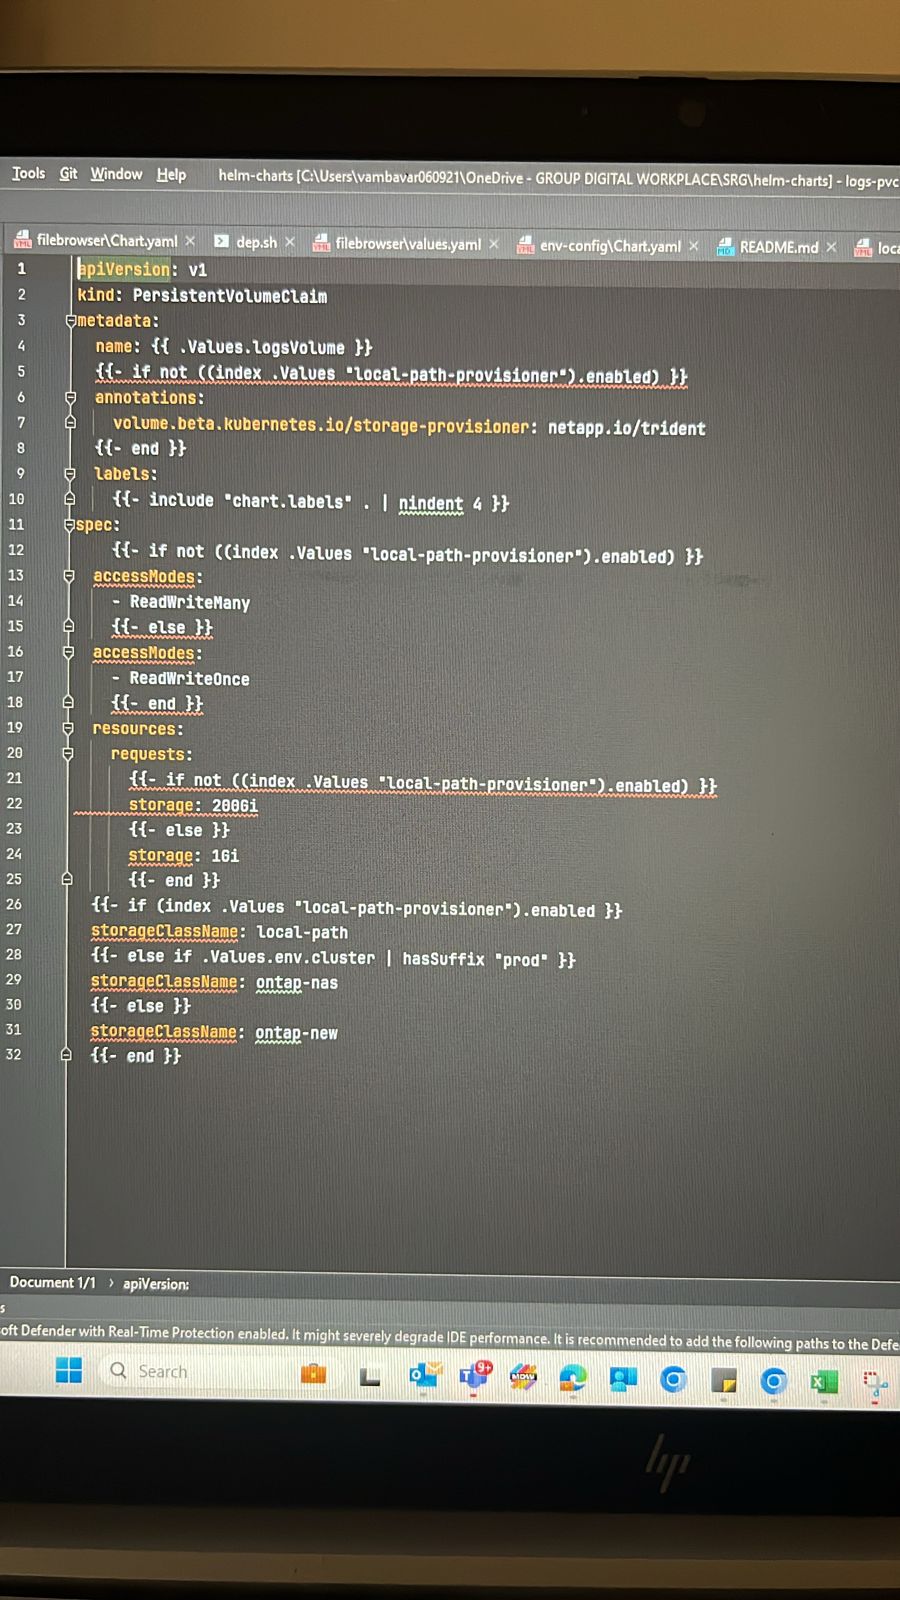 Tools Git Window Help helm-charts [C:\Users\vambavar060921\OneDrive - GROUP DIGITAL WORKPLACE\SRG\helm-charts] - logs-pvc
filebrowser\Chart.yaml × dep.sh × filebrowser\values.yaml × env-config\Chart.yaml × README.md × loca
1 apiVersion: v1
2 kind: PersistentVolumeClaim
3 metadata:
4 name: {{ .Values.logsVolume }}
5 {{- if not ((index .Values "local-path-provisioner").enabled) }}
6 annotations:
7 volume.beta.kubernetes.io/storage-provisioner: netapp.io/trident
8 {{- end }}
9 labels:
10 {{- include "chart.labels" . | nindent 4 }}
11 spec:
12 {{- if not ((index .Values "local-path-provisioner").enabled) }}
13 accessModes:
14 - ReadWriteMany
15 {{- else }}
16 accessModes:
17 - ReadWriteOnce
18 {{- end }}
19 resources:
20 requests:
21 {{- if not ((index .Values "local-path-provisioner").enabled) }}
22 storage: 200Gi
23 {{- else }}
24 storage: 1Gi
25 {{- end }}
26 {{- if (index .Values "local-path-provisioner").enabled }}
27 storageClassName: local-path
28 {{- else if .Values.env.cluster | hasSuffix "prod" }}
29 storageClassName: ontap-nas
30 {{- else }}
31 storageClassName: ontap-new
32 {{- end }}
Document 1/1 › apiVersion:
s
oft Defender with Real-Time Protection enabled. It might severely degrade IDE performance. It is recommended to add the following paths to the Defe
Search
9+
MDW
hp